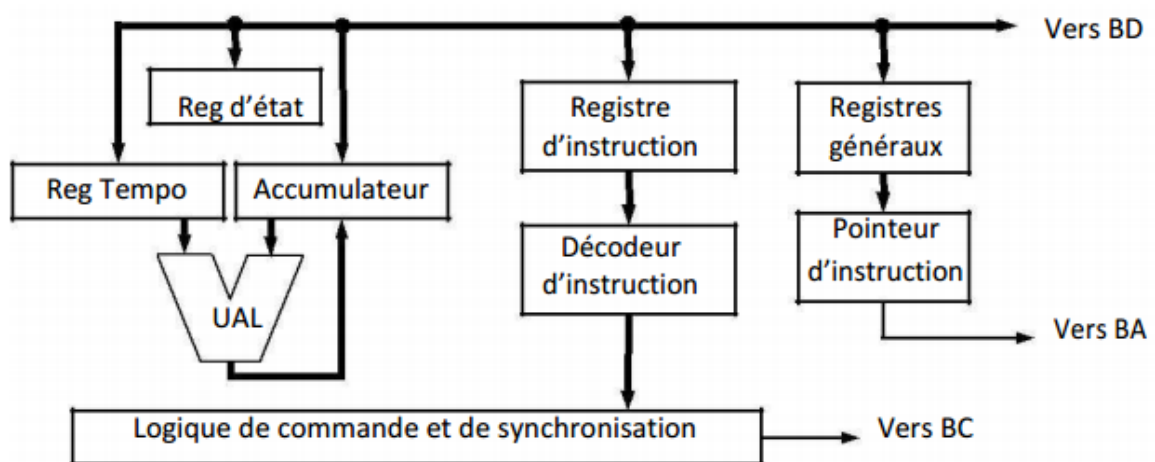 Vers BD
Reg d'état
Registre
d'instruction
Registres
généraux
Reg Tempo
Accumulateur
Décodeur
d'instruction
Pointeur
d'instruction
UAL
Vers BA
Logique de commande et de synchronisation
Vers BC